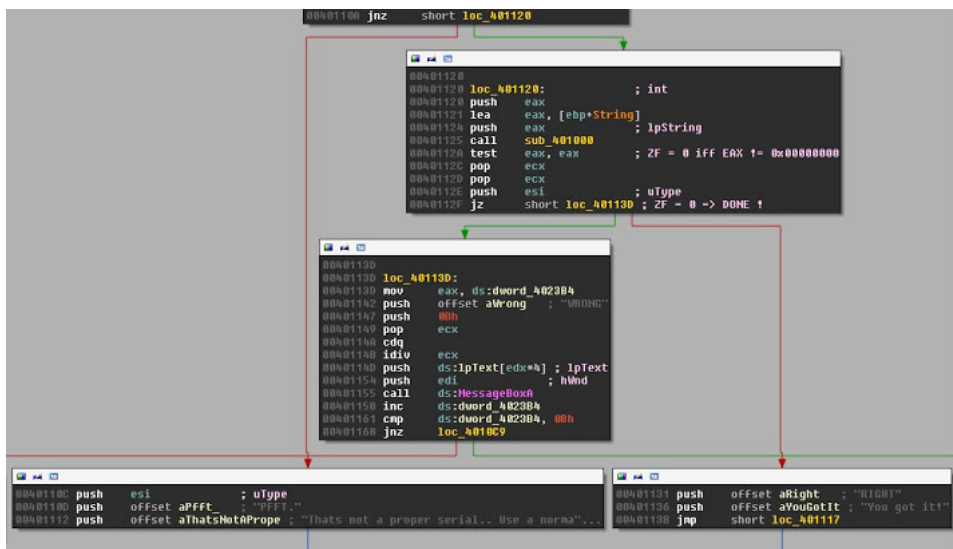 0040110A jnz short loc_401120
00401120
00401120 loc_401120: ; int
00401120 push eax
00401121 lea eax, [ebp+String]
00401124 push eax ; lpString
00401125 call sub_401000
0040112A test eax, eax ; ZF = 0 iff EAX != 0x00000000
0040112C pop ecx
0040112D pop ecx
0040112E push esi ; uType
0040112F jz short loc_40113D ; ZF = 0 -> DONE !
0040113D
0040113D loc_40113D:
0040113D mov eax, ds:dword_4023B4
00401142 push offset aWrong ; "WRONG"
00401147 push 0Bh
00401149 pop ecx
0040114A cdq
0040114B idiv ecx
0040114D push ds:lpText[edx*4] ; lpText
00401154 push edi ; hWnd
00401155 call ds:MessageBoxA
0040115B inc ds:dword_4023B4
00401161 cmp ds:dword_4023B4, 0Bh
00401168 jnz loc_4010C9
0040110C push esi ; uType
0040110D push offset aPfft_ ; "PFFT."
00401112 push offset aThatsNotAPrope ; "Thats not a proper serial.. Use a norma"...
00401131 push offset aRight ; "RIGHT"
00401136 push offset aYouGotIt ; "You got it!"
0040113B jmp short loc_401117